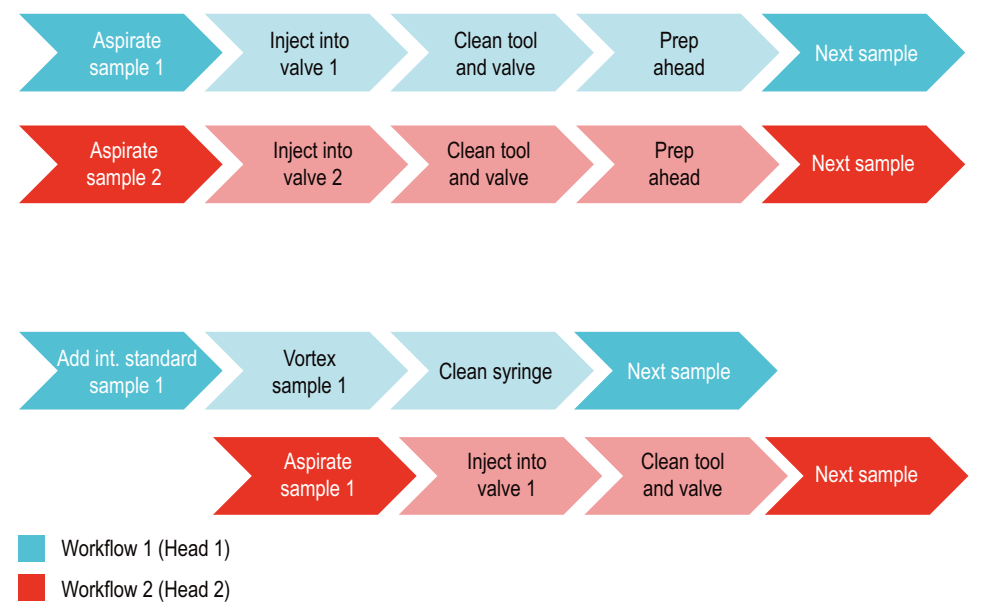 Aspirate
sample 1
Inject into
valve 1
Clean tool
and valve
Prep
ahead
Next sample
Aspirate
sample 2
Inject into
valve 2
Clean tool
and valve
Prep
ahead
Next sample
Add int. standard
sample 1
Vortex
sample 1
Clean syringe
Next sample
Aspirate
sample 1
Inject into
valve 1
Clean tool
and valve
Next sample
Workflow 1 (Head 1)
Workflow 2 (Head 2)